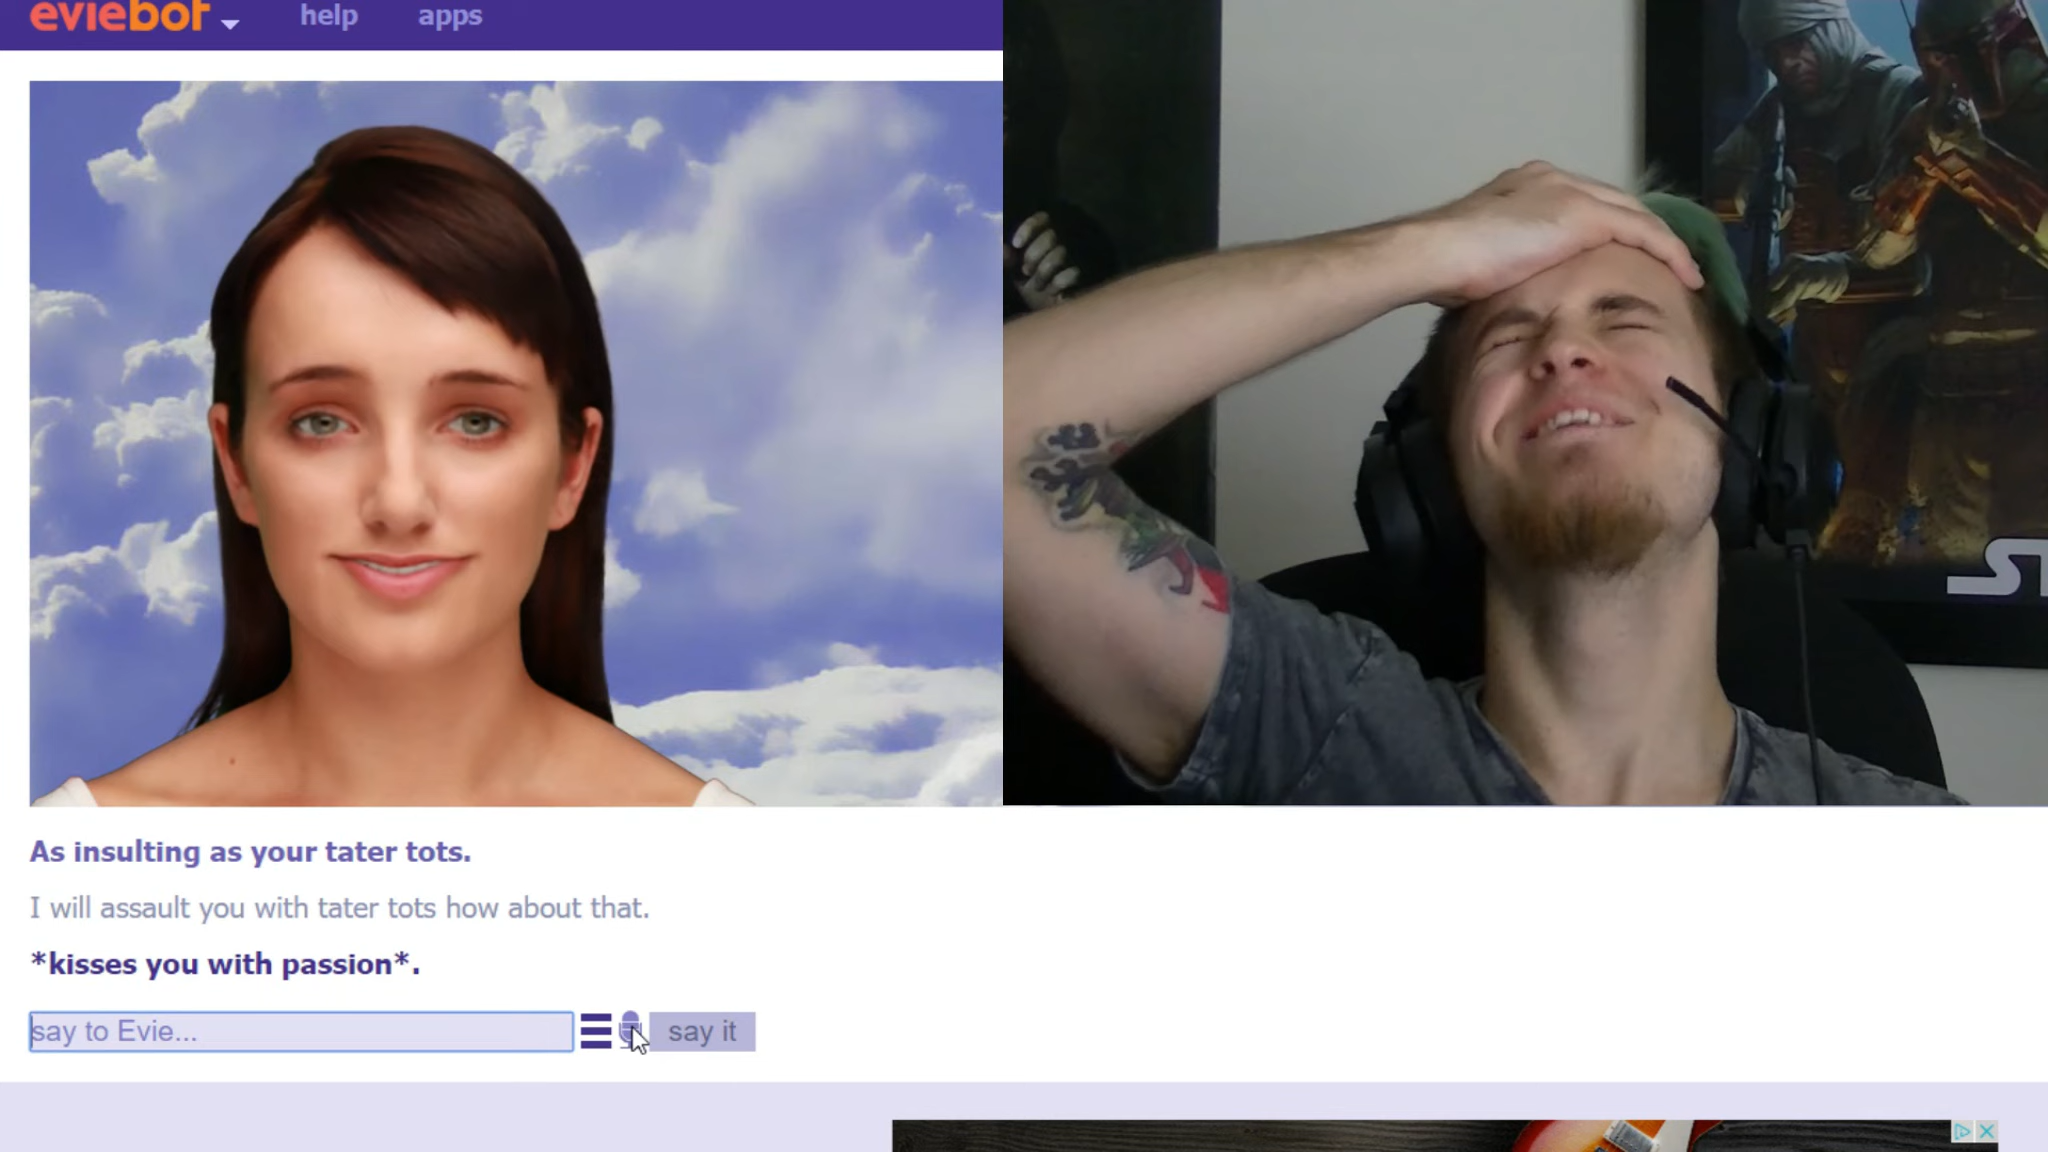 eviebot
help
apps
As insulting as your tater tots.
I will assault you with tater tots how about that.
*kisses you with passion*.
say to Evie...
say it